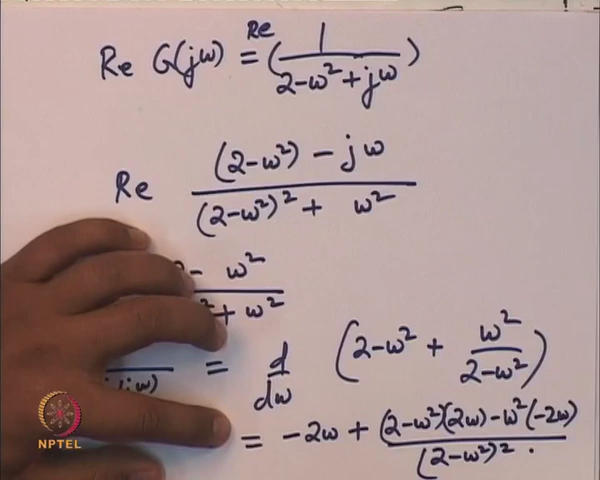 Re G(jω) = Re (1 / (2-ω² + jω))
Re ((2-ω²) - jω) / ((2-ω²)² + ω²)
- ω² / ² + ω²
jω) = d/dω (2-ω² + ω² / (2-ω²))
= -2ω + ((2-ω²)(2ω) - ω²(-2ω)) / (2-ω²)² .
NPTEL